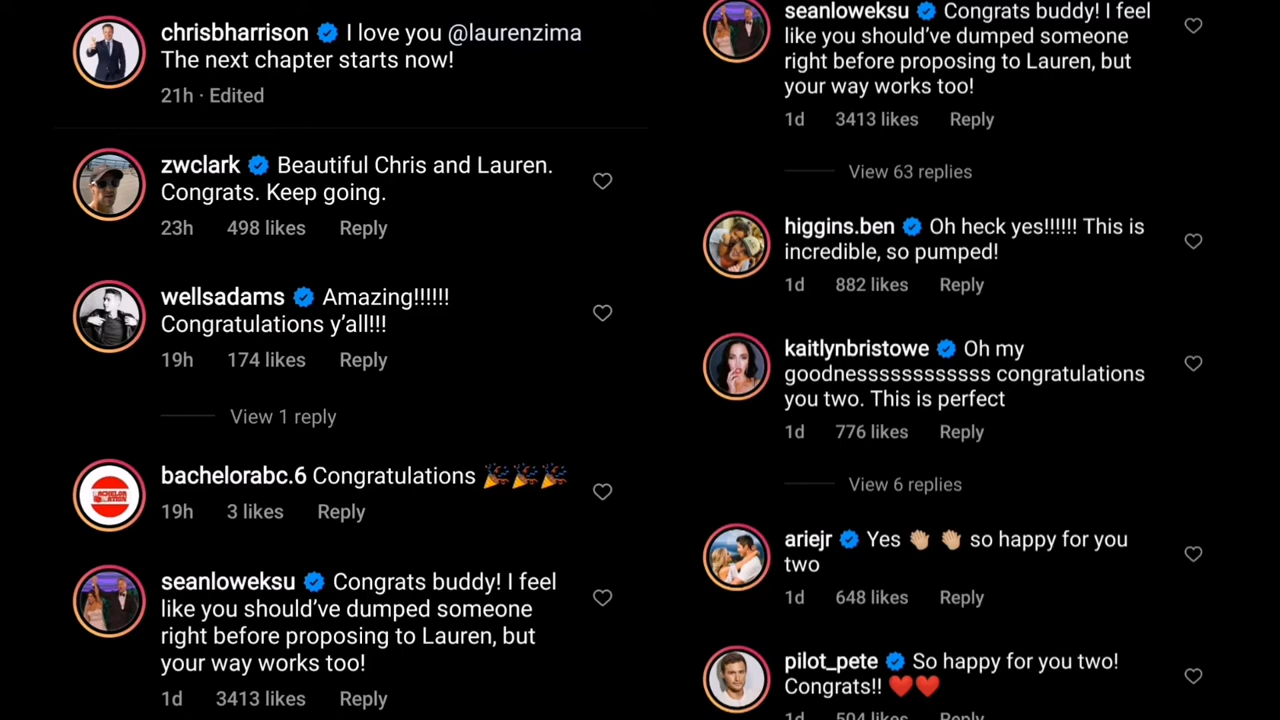 chrisbharrison I love you @laurenzima
The next chapter starts now!
21h · Edited
zwclark Beautiful Chris and Lauren.
Congrats. Keep going.
23h 498 likes Reply
wellsadams Amazing!!!!!!
Congratulations y’all!!!
19h 174 likes Reply
View 1 reply
bachelorabc.6 Congratulations 🎉🎉🎉
19h 3 likes Reply
seanloweksu Congrats buddy! I feel
like you should’ve dumped someone
right before proposing to Lauren, but
your way works too!
1d 3413 likes Reply
seanloweksu Congrats buddy! I feel
like you should’ve dumped someone
right before proposing to Lauren, but
your way works too!
1d 3413 likes Reply
View 63 replies
higgins.ben Oh heck yes!!!!!! This is
incredible, so pumped!
1d 882 likes Reply
kaitlynbristowe Oh my
goodnessssssssssss congratulations
you two. This is perfect
1d 776 likes Reply
View 6 replies
ariejr Yes 👏🏼 👏🏼 so happy for you
two
1d 648 likes Reply
pilot_pete So happy for you two!
Congrats!! ❤️❤️
1d 504 likes Reply